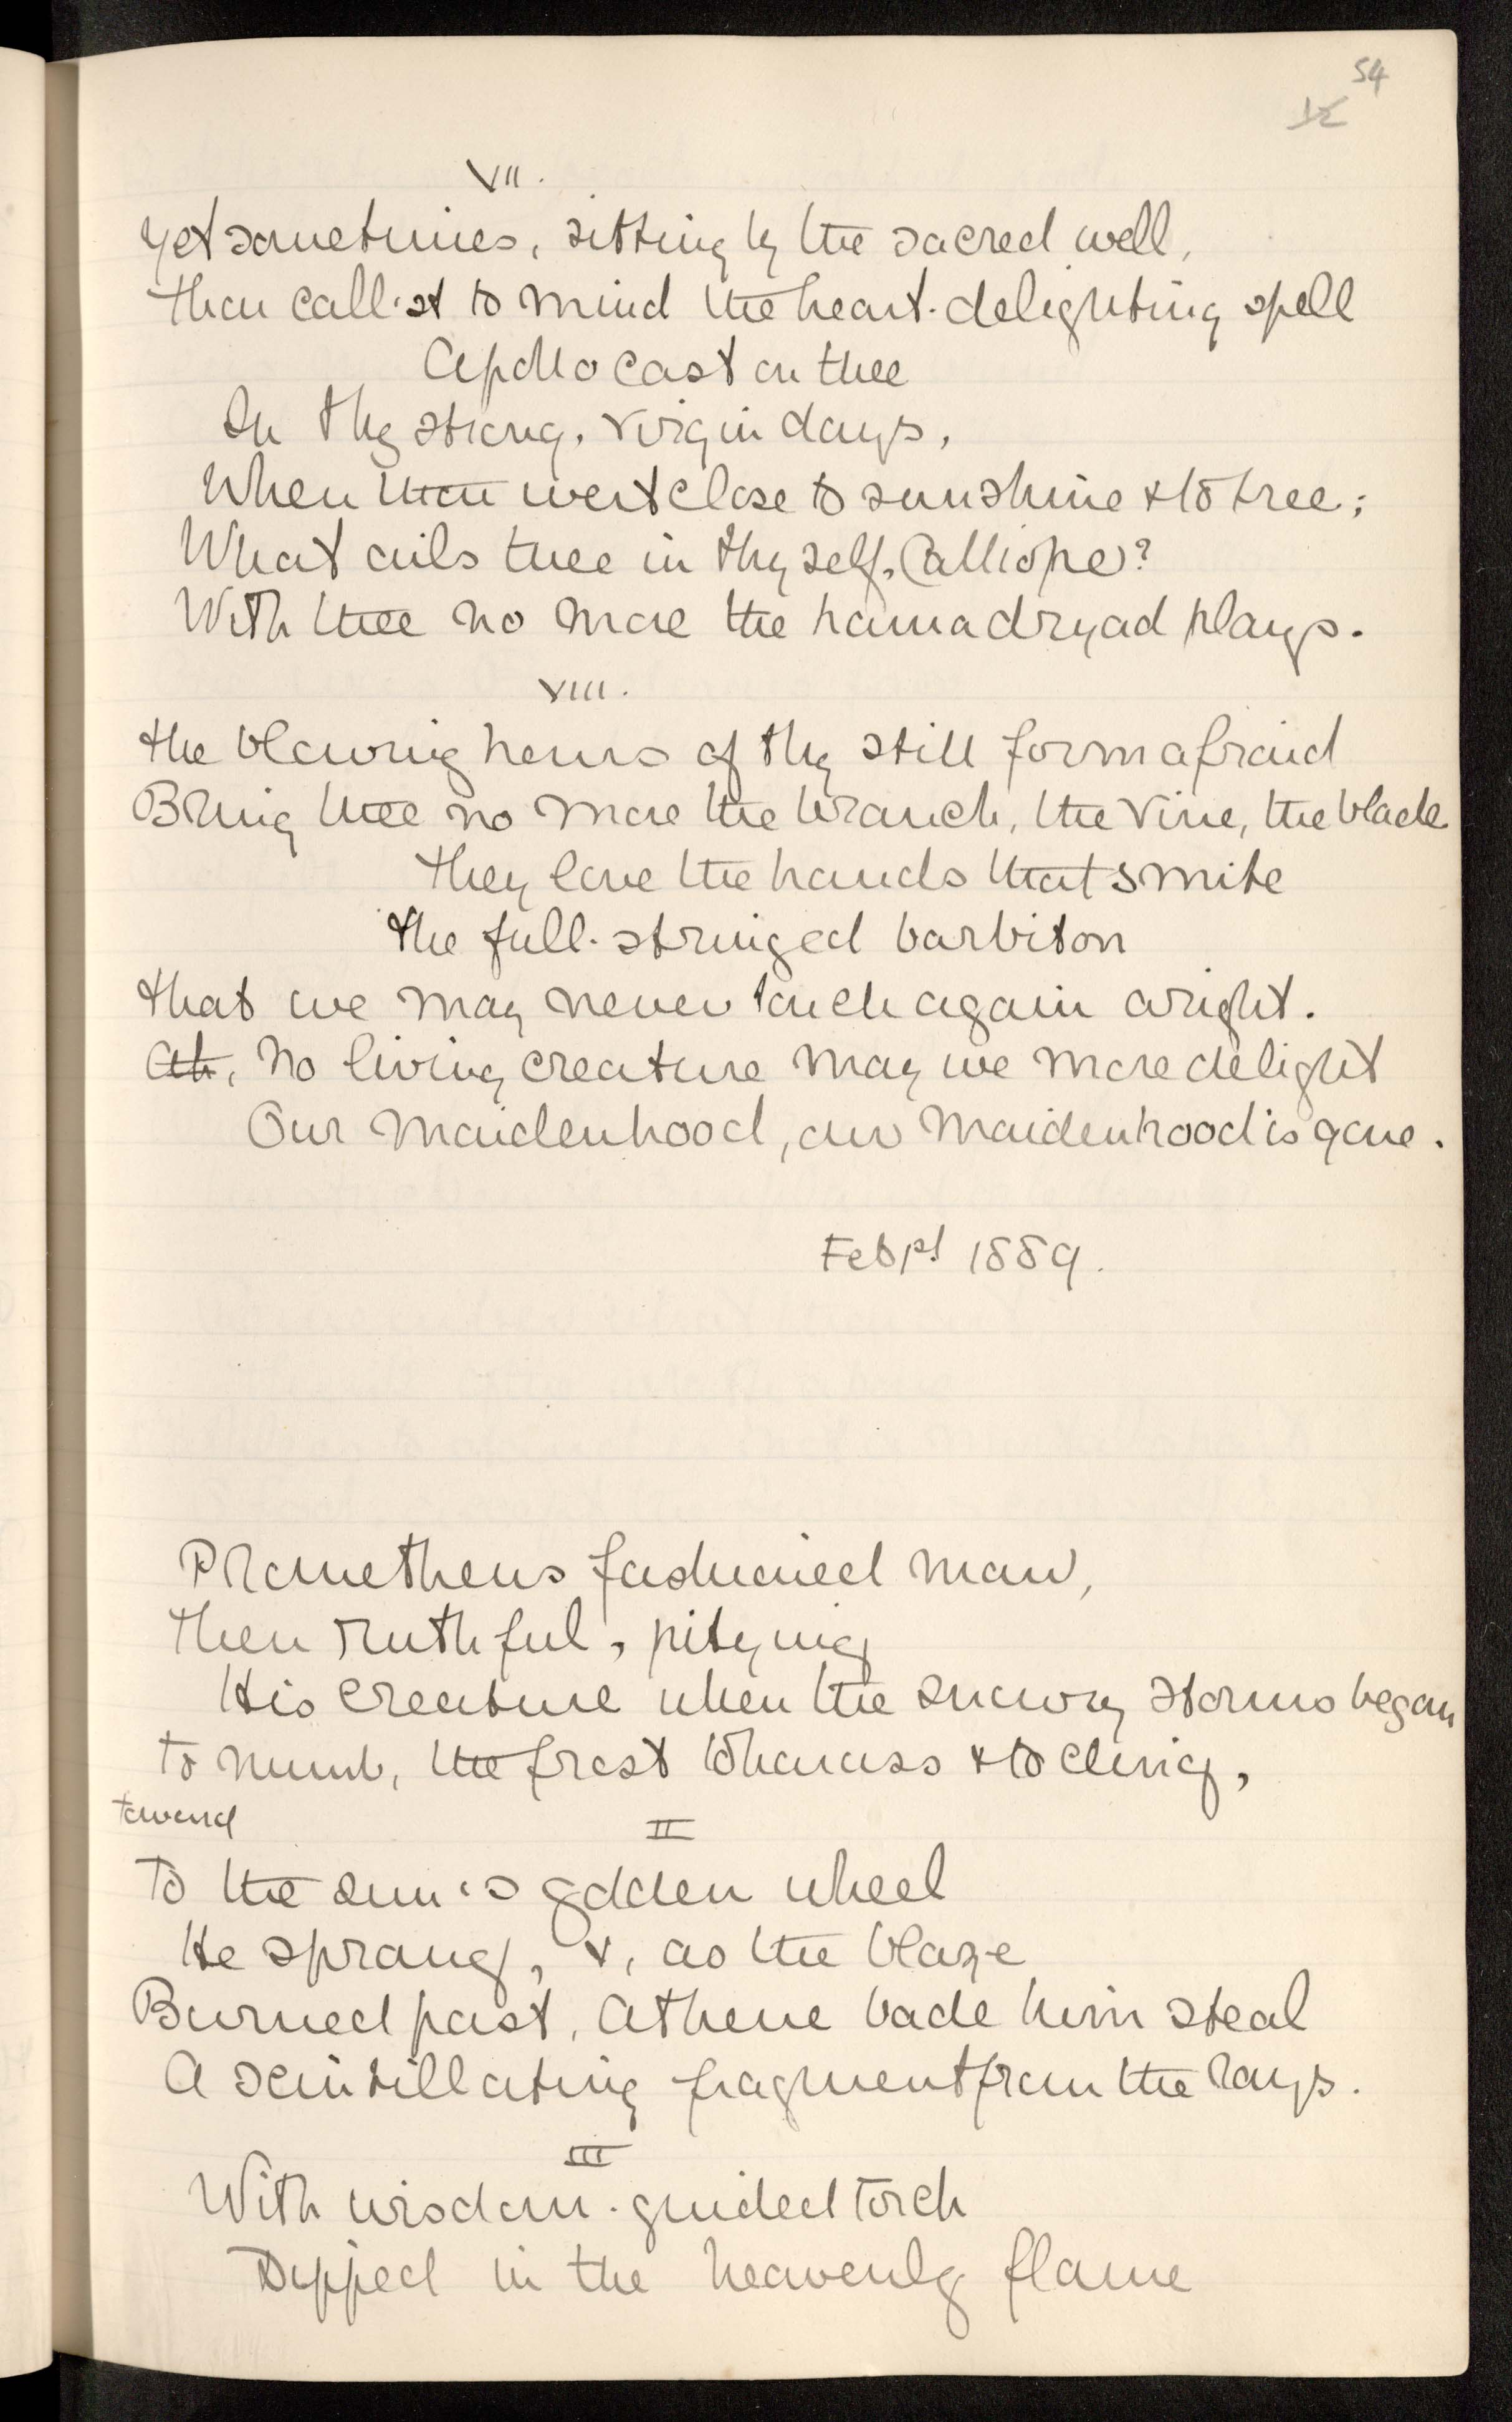 54
12
VII.
Yet sometimes, sitting by the sacred well,
Thou call'st to mind the heart-delighting spell
Apollo cast on thee
In thy strong, virgin days,
When thou wert close to sunshine & to tree;
What ails thee in thyself, Calliope?
With thee no more the hamadryad plays.
VIII.
The blowing hours of thy still form afraid
Bring thee no more the branch, the vine, the blade
They love the hands that smite
The full-stringed barbiton
That we may never touch again aright.
Ah, no living creature may we more delight
Our maidenhood, our maidenhood is gone.
Feb 1st 1889.
Prometheus fashioned man,
Then ruthful, pitying
His creature when the snowy storms began
To numb, the frost to harass & to cling,
toward
II
To the sun's golden wheel
He sprang, &, as the blaze
Burned past, Athene bade him steal
A scintillating fragment from the rays.
III
With wisdom-guided torch
Dipped in the heavenly flame